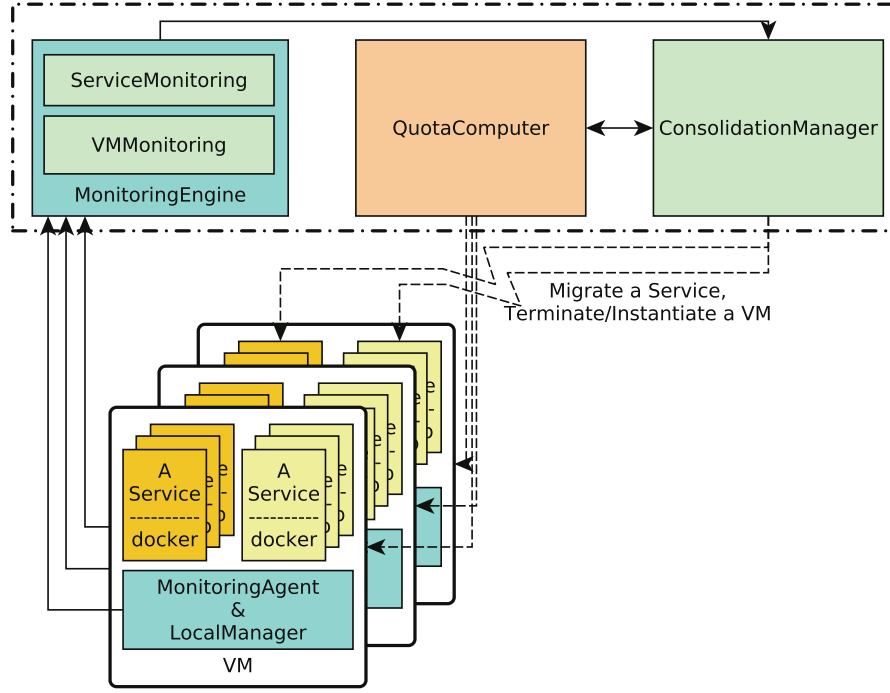 ServiceMonitoring
VMMonitoring
MonitoringEngine
QuotaComputer
ConsolidationManager
Migrate a Service,
Terminate/Instantiate a VM
A
Service
---------
docker
A
Service
---------
docker
MonitoringAgent
&
LocalManager
VM